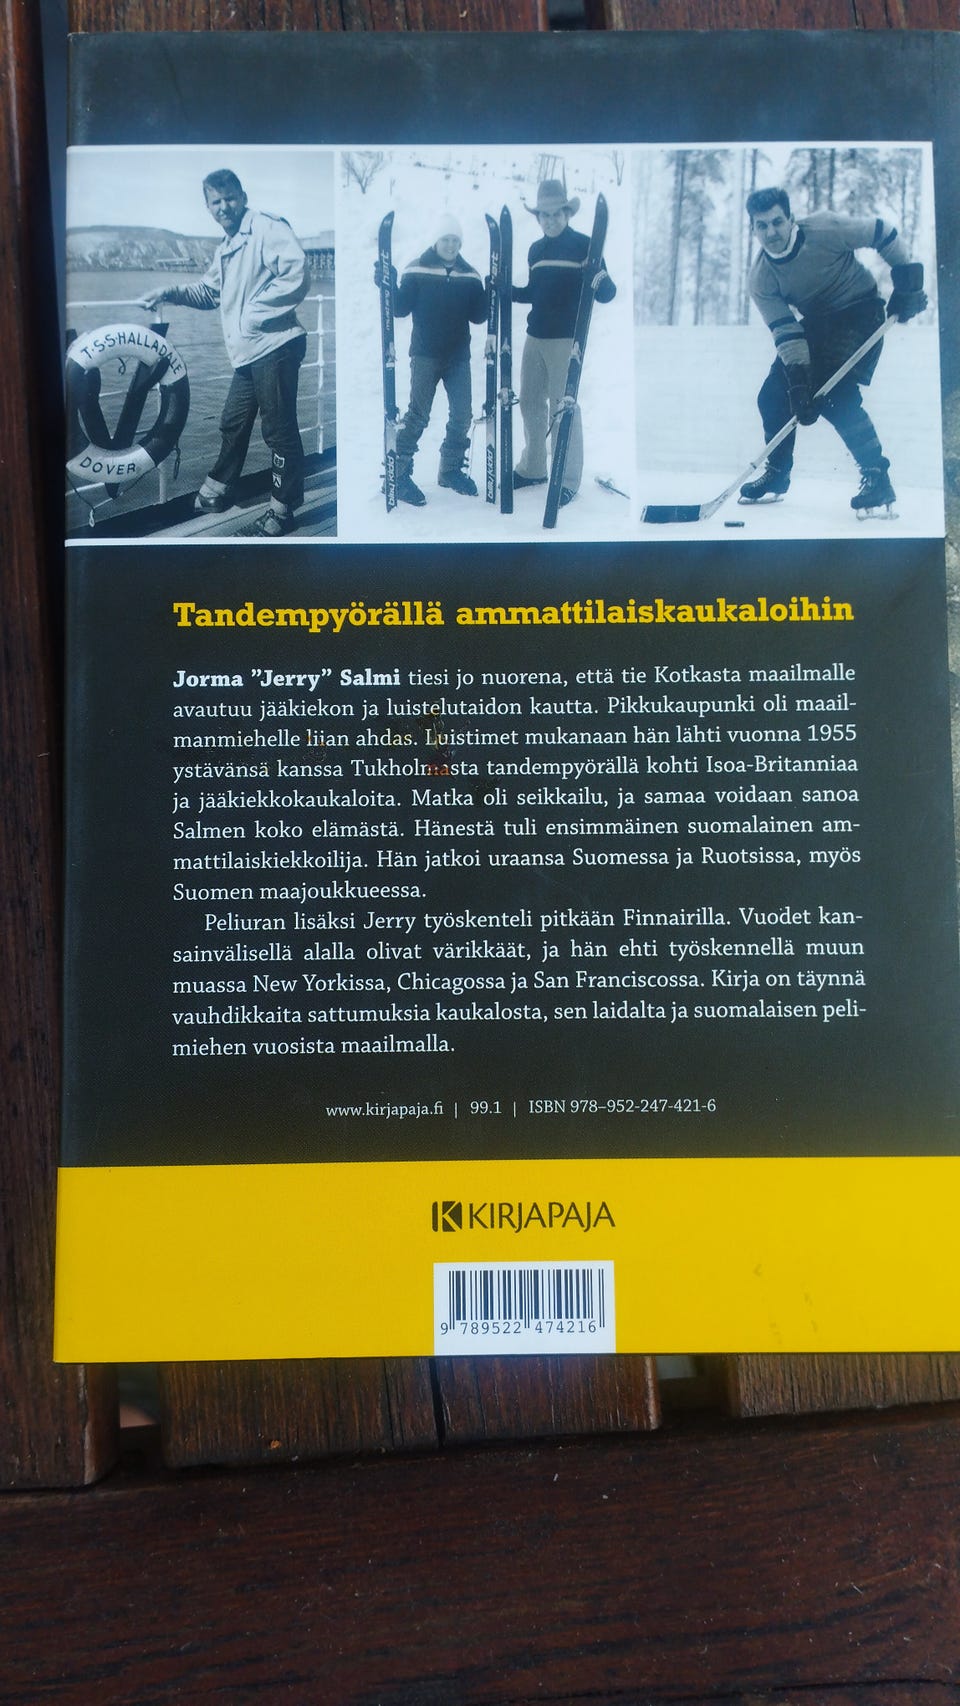 T·S·S·HALLADALE
DOVER
mustang hart
billy kidd
billy kidd
Tandempyörällä ammattilaiskaukaloihin
Jorma ”Jerry” Salmi tiesi jo nuorena, että tie Kotkasta maailmalle
avautuu jääkiekon ja luistelutaidon kautta. Pikkukaupunki oli maail-
manmiehelle liian ahdas. Luistimet mukanaan hän lähti vuonna 1955
ystävänsä kanssa Tukholmasta tandempyörällä kohti Isoa-Britanniaa
ja jääkiekkokaukaloita. Matka oli seikkailu, ja samaa voidaan sanoa
Salmen koko elämästä. Hänestä tuli ensimmäinen suomalainen am-
mattilaiskiekkoilija. Hän jatkoi uraansa Suomessa ja Ruotsissa, myös
Suomen maajoukkueessa.
Peliuran lisäksi Jerry työskenteli pitkään Finnairilla. Vuodet kan-
sainvälisellä alalla olivat värikkäät, ja hän ehti työskennellä muun
muassa New Yorkissa, Chicagossa ja San Franciscossa. Kirja on täynnä
vauhdikkaita sattumuksia kaukalosta, sen laidalta ja suomalaisen peli-
miehen vuosista maailmalla.
www.kirjapaja.fi | 99.1 | ISBN 978–952-247-421-6
KIRJAPAJA
9 789522 474216